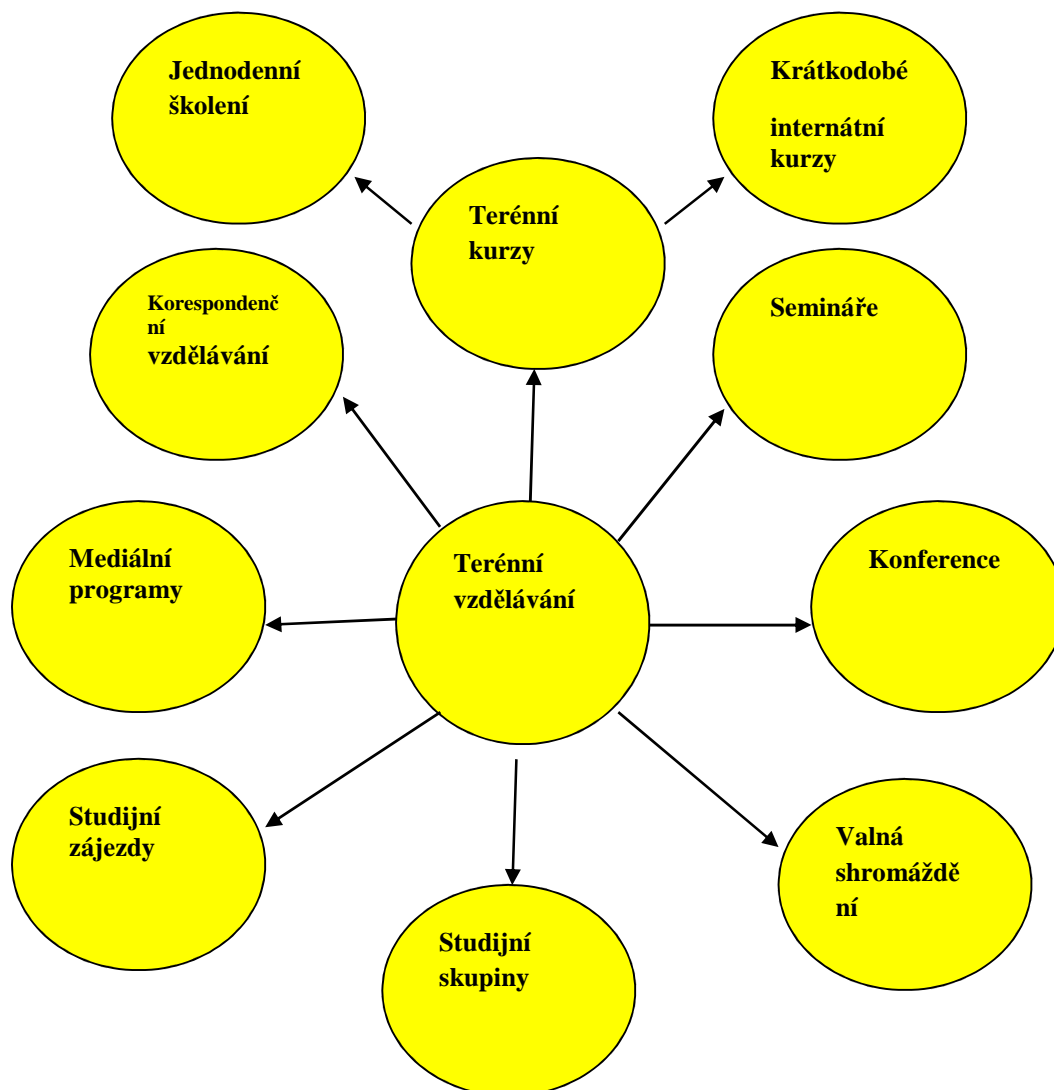 Jednodenní
školení
Krátkodobé
internátní
kurzy
Terénní
kurzy
Korespondenč
ní
vzdělávání
Semináře
Mediální
programy
Terénní
vzdělávání
Konference
Studijní
zájezdy
Valná
shromáždě
ní
Studijní
skupiny